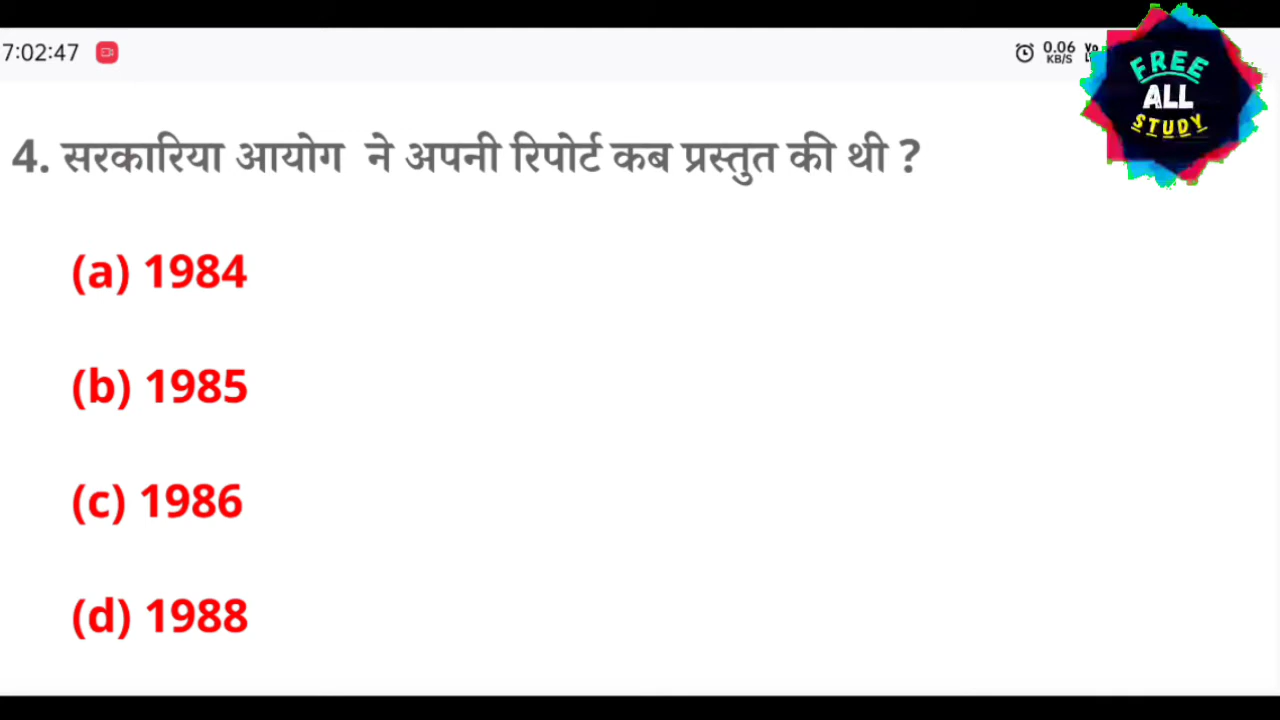 7:02:47
0.06
KB/S
FREE
ALL
STUDY
4. सरकारिया आयोग ने अपनी रिपोर्ट कब प्रस्तुत की थी ?
(a) 1984
(b) 1985
(c) 1986
(d) 1988